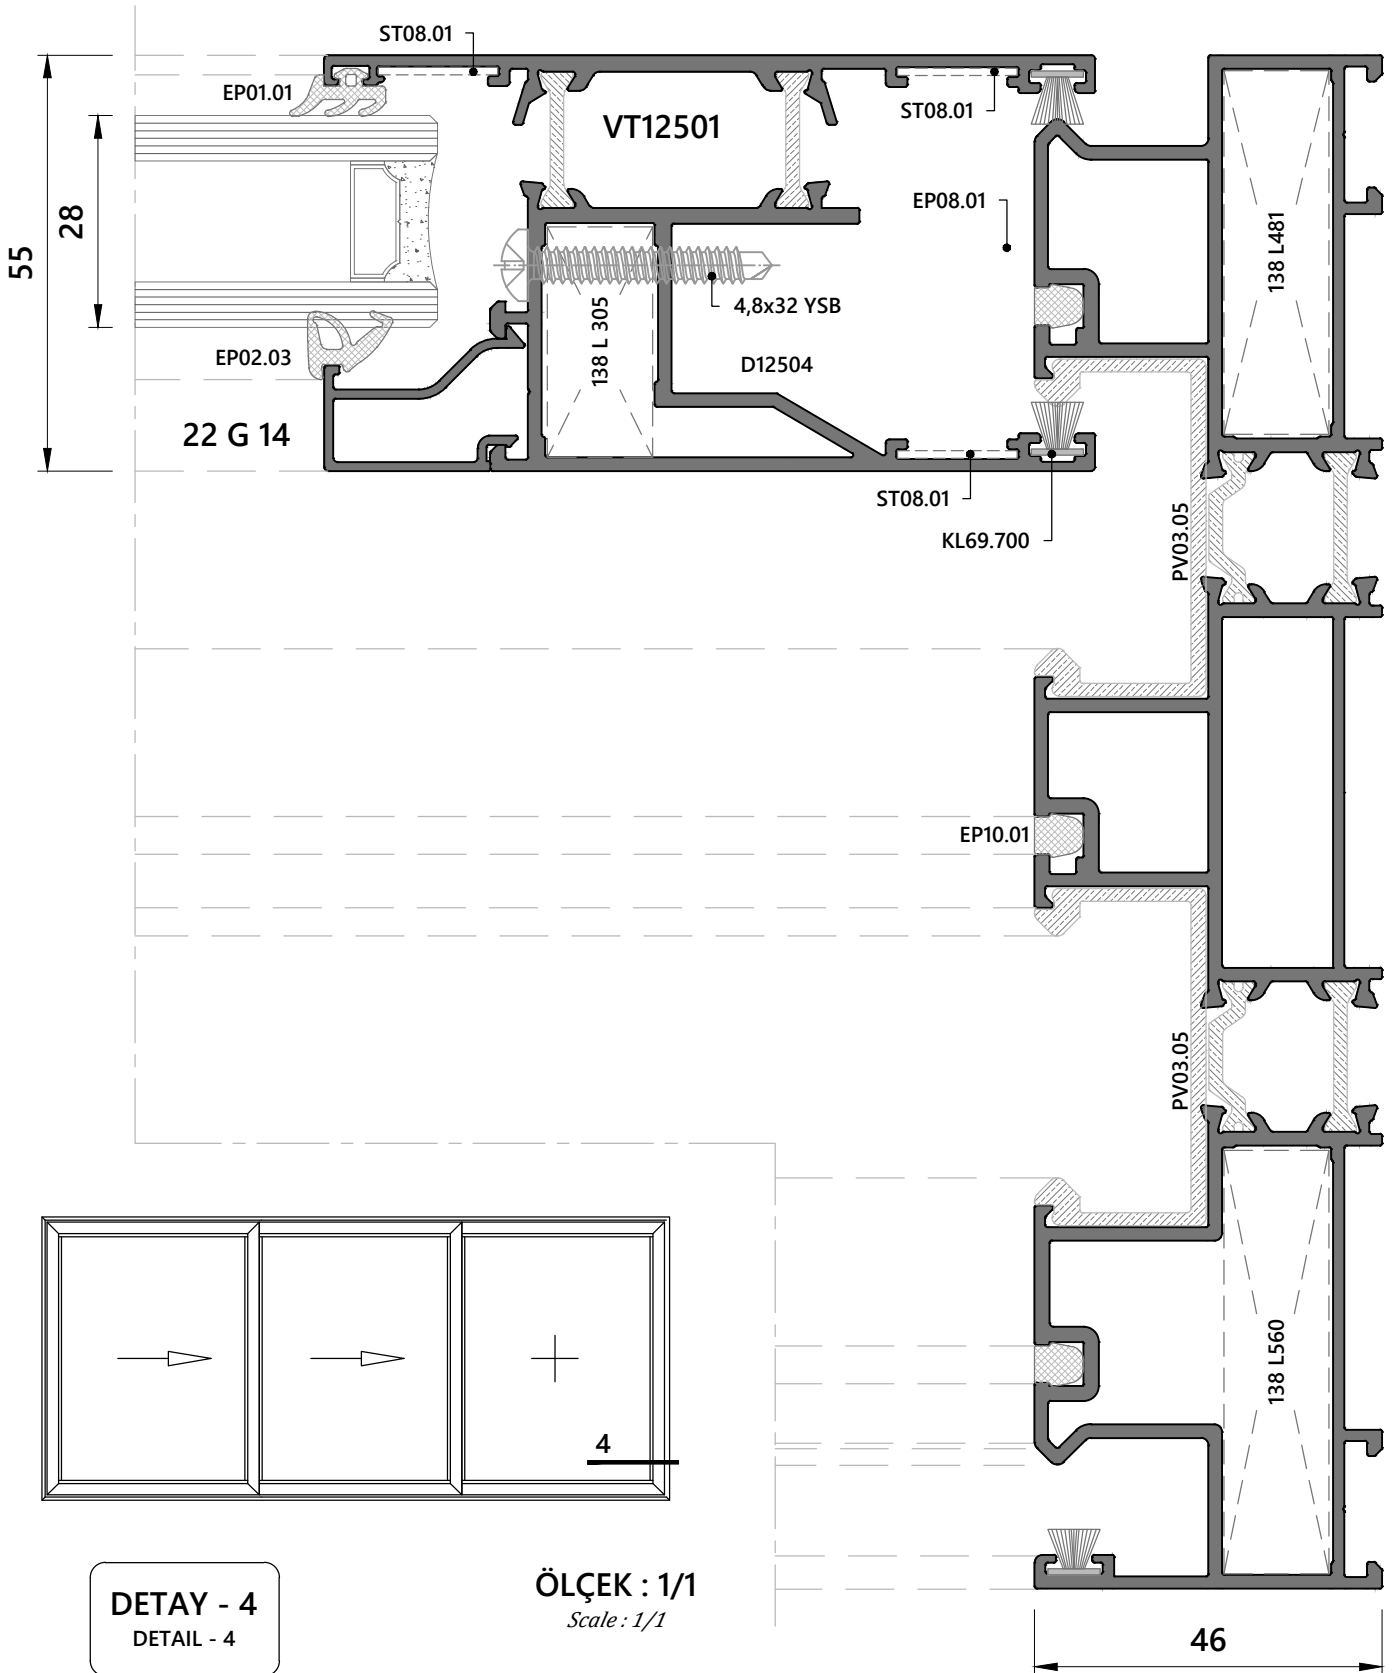 ST08.01
EP01.01
VT12501
ST08.01
28
55
EP08.01
138 L481
4,8x32 YSB
138 L 305
EP02.03
D12504
22 G 14
ST08.01
KL69.700
PV03.05
EP10.01
PV03.05
138 L560
4
DETAY - 4
DETAIL - 4
ÖLÇEK : 1/1
Scale : 1/1
46